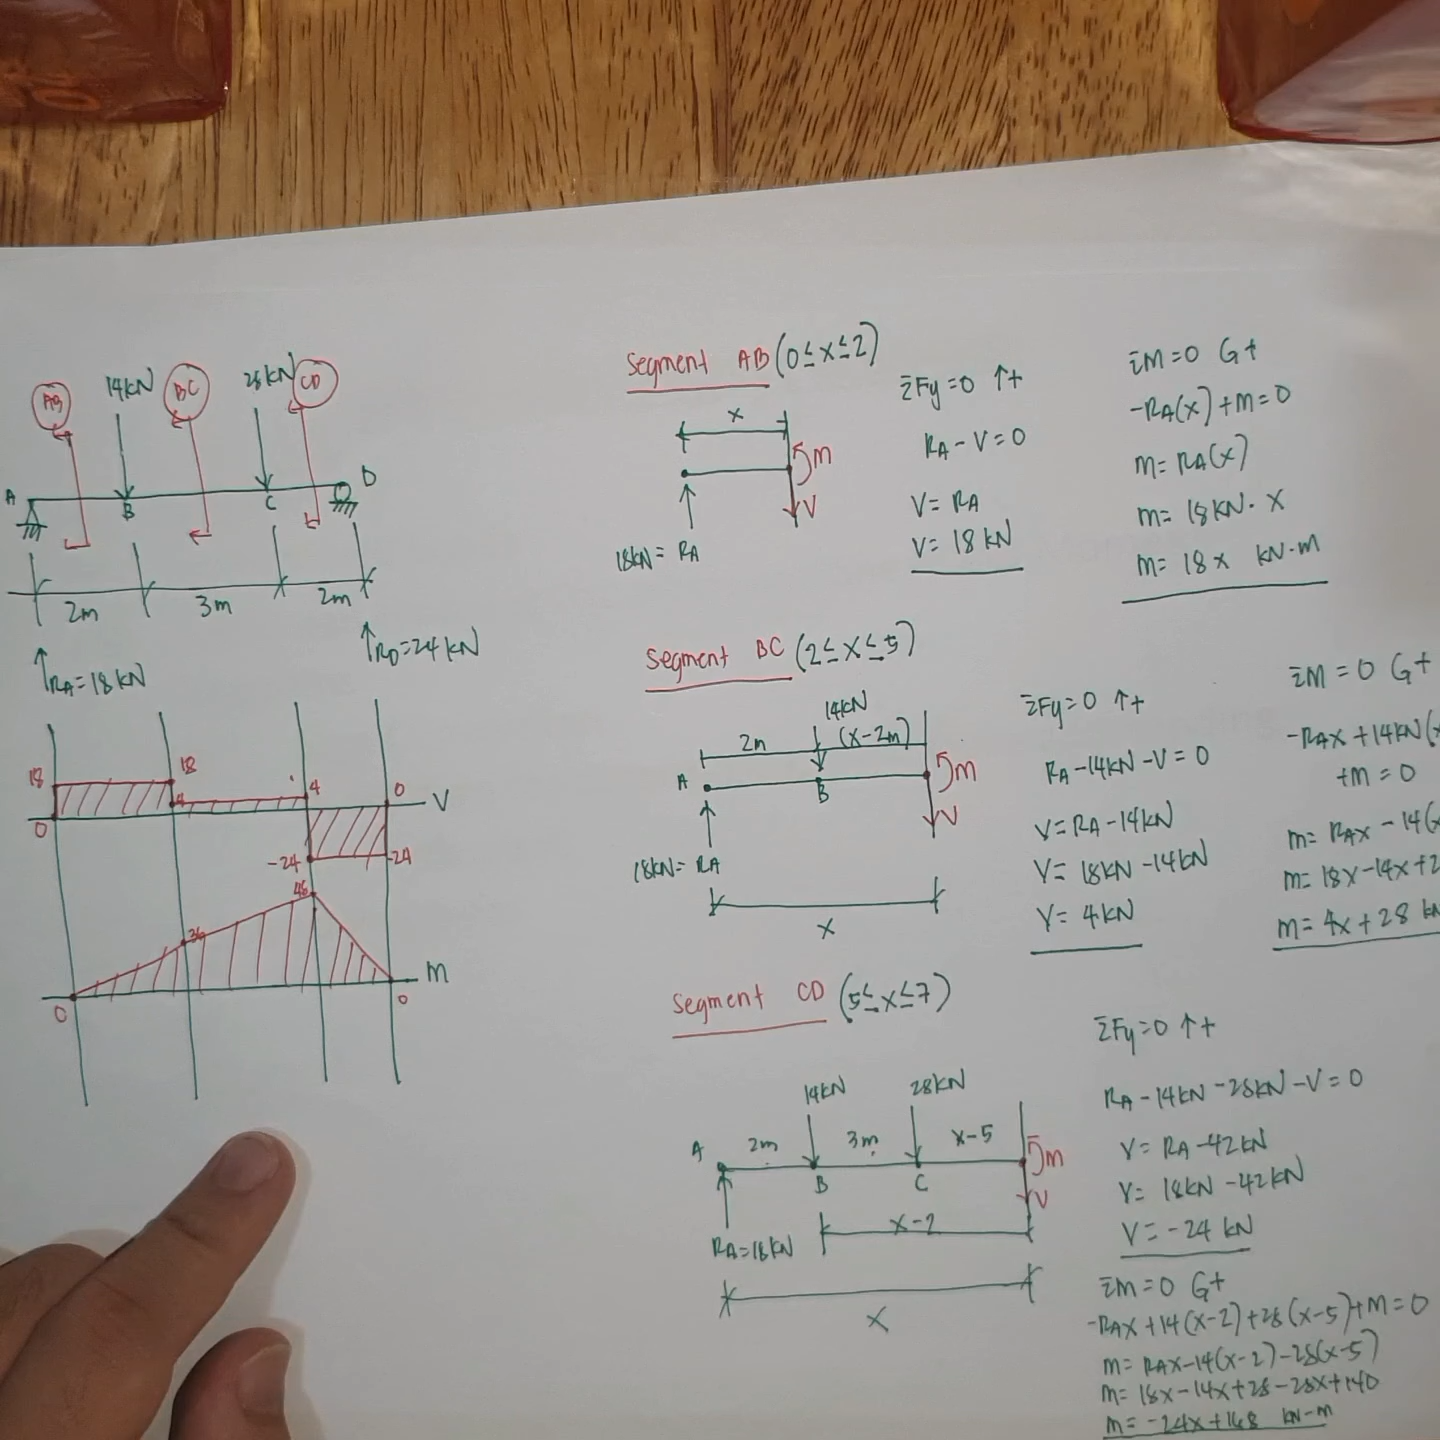 AB 14kN BC 28kN CD
A B C D
2m 3m 2m
↑RA=18kN ↑RD=24kN
18 18 4 4 0 V
0 -24 -24
36 48 M
0 0
Segment AB (0≤x≤2)
x
M
V
18kN = RA
ΣFy=0 ↑+
RA-V=0
V= RA
V= 18 kN
ΣM=0 G+
-RA(x)+M=0
M= RA(x)
M= 18kN. x
M= 18x kN-m
Segment BC (2≤x≤5)
14kN
2m (x-2m)
A B M
V
18kN= RA
x
ΣFy=0 ↑+
RA-14kN-V=0
V=RA-14kN
V= 18kN-14kN
V= 4kN
ΣM=0 G+
-RAX+14kN(
+M=0
M= RAX -14(
M= 18x-14x+2
M= 4x+28
Segment CD (5≤x≤7)
14kN 28kN
A 2m 3m x-5 M
B C V
RA=18kN x-2
x
ΣFy=0 ↑+
RA-14kN-28kN-V=0
V= RA-42kN
V= 18kN-42kN
V= -24 kN
ΣM=0 G+
-RAX+14(x-2)+28(x-5)+M=0
M= RAX-14(x-2)-28(x-5)
M= 18x-14x+28-28x+140
M= -24x+168 kN-m